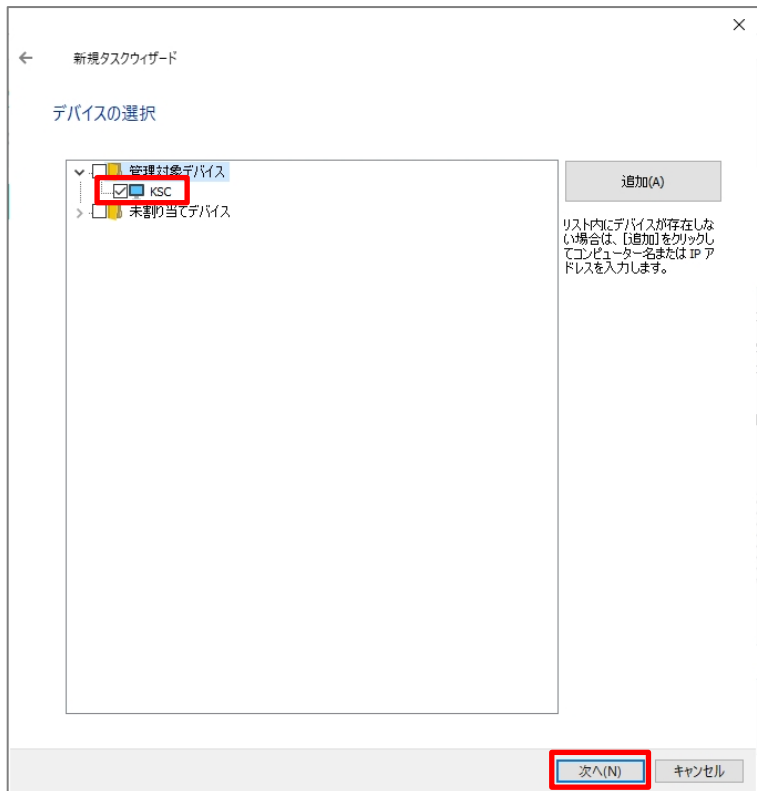 新規タスクウィザード
デバイスの選択
管理対象デバイス
KSC
未割り当てデバイス
追加(A)
リスト内にデバイスが存在しな
い場合は、[追加]をクリックし
てコンピューター名または IP ア
ドレスを入力します。
次へ(N)
キャンセル